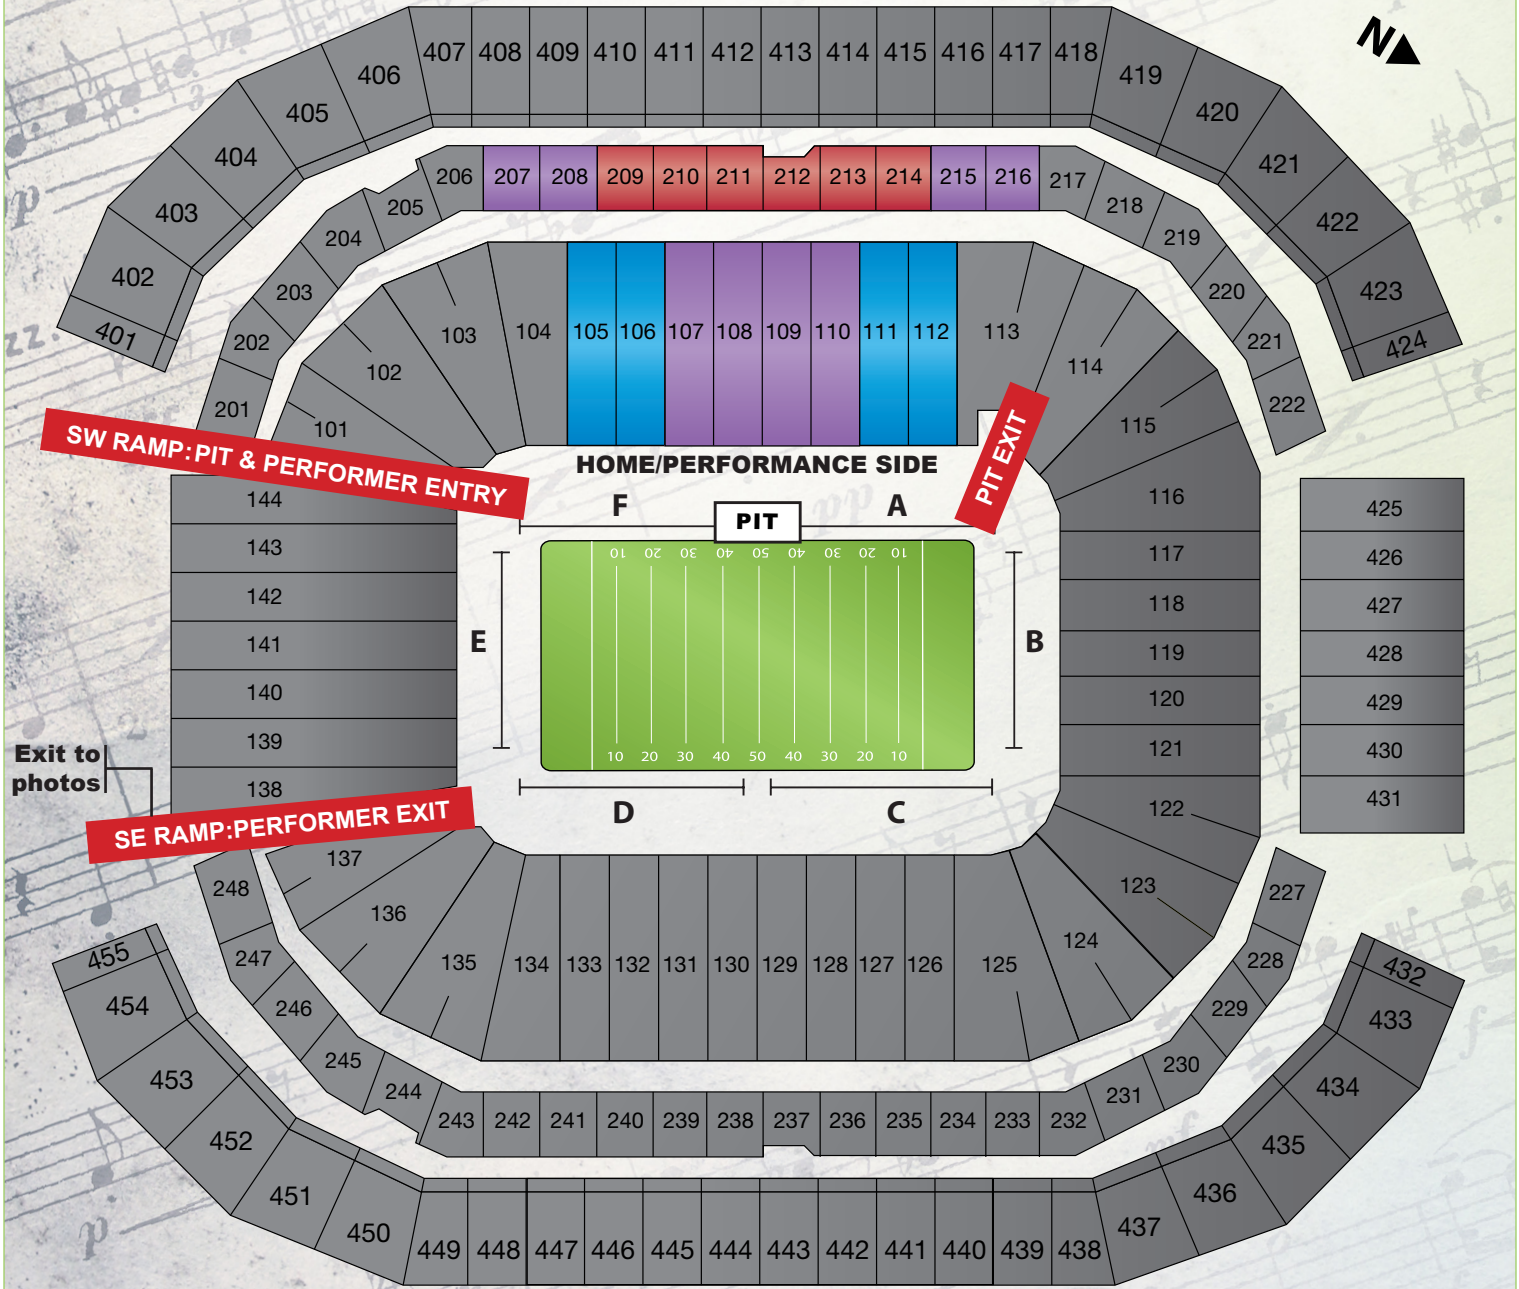 N
407 408 409 410 411 412 413 414 415 416 417 418
406 419
405 420
404 421
403 422
402 423
401 424
206 207 208 209 210 211 212 213 214 215 216 217
205 218
204 219
203 220
202 221
201 222
103 104 105 106 107 108 109 110 111 112 113
102 114
101 115
SW RAMP:PIT & PERFORMER ENTRY
PIT EXIT
HOME/PERFORMANCE SIDE
F PIT A
144 116 425
143 117 426
142 118 427
141 119 428
140 120 429
139 121 430
138 122 431
10 20 30 40 50 40 30 20 10
E B
10 20 30 40 50 40 30 20 10
D C
Exit to
photos
SE RAMP:PERFORMER EXIT
137 123
136 124
135 134 133 132 131 130 129 128 127 126 125
248 227
247 228
246 229
245 230
244 231
243 242 241 240 239 238 237 236 235 234 233 232
455 432
454 433
453 434
452 435
451 436
450 437
449 448 447 446 445 444 443 442 441 440 439 438